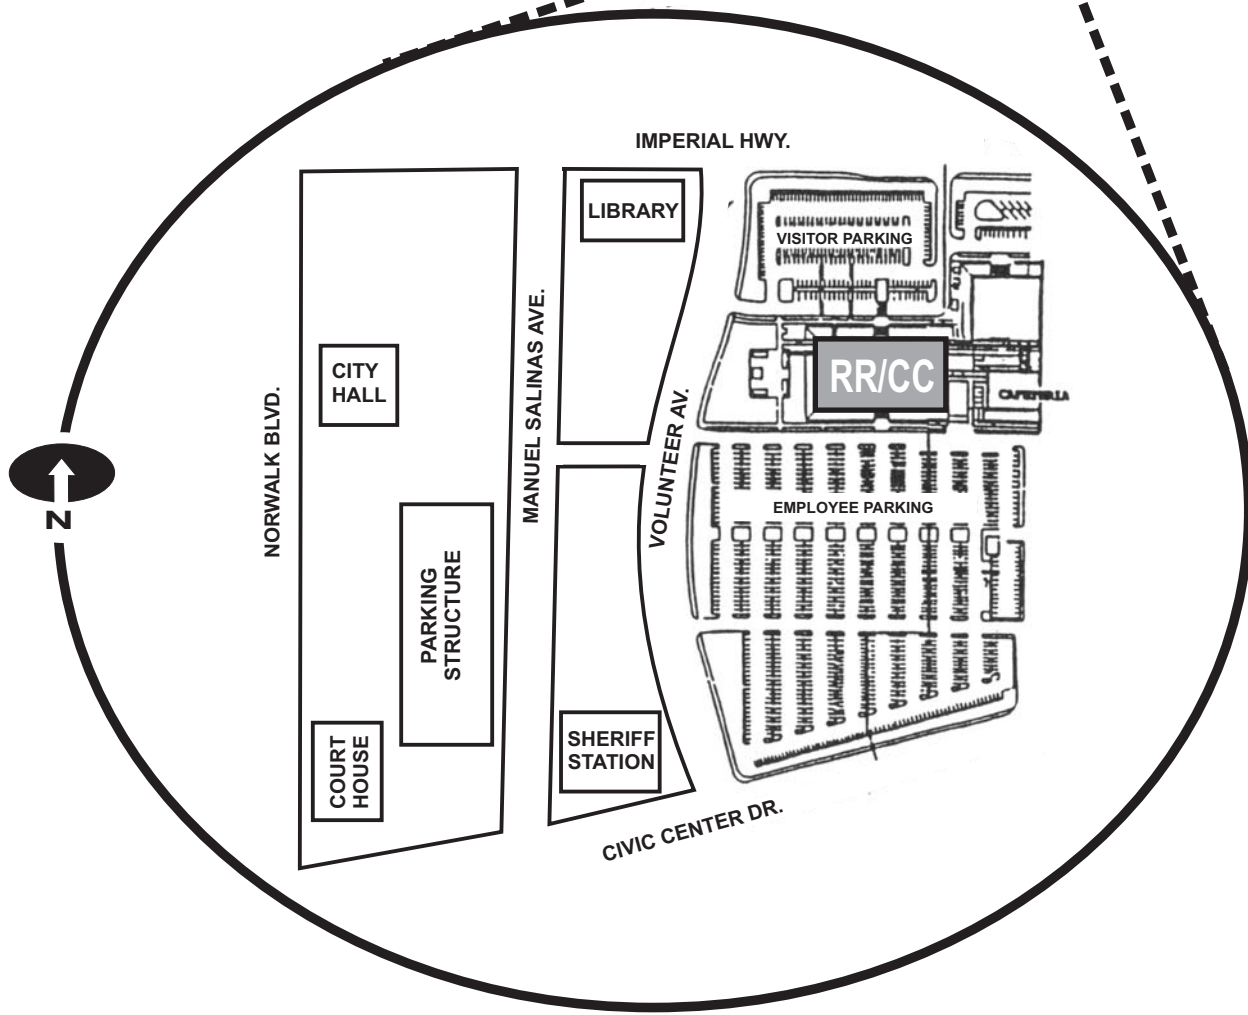 IMPERIAL HWY.
LIBRARY
VISITOR PARKING
CITY
HALL
RR/CC
CAFETERIA
NORWALK BLVD.
MANUEL SALINAS AVE.
VOLUNTEER AV.
N
EMPLOYEE PARKING
PARKING
STRUCTURE
COURT
HOUSE
SHERIFF
STATION
CIVIC CENTER DR.